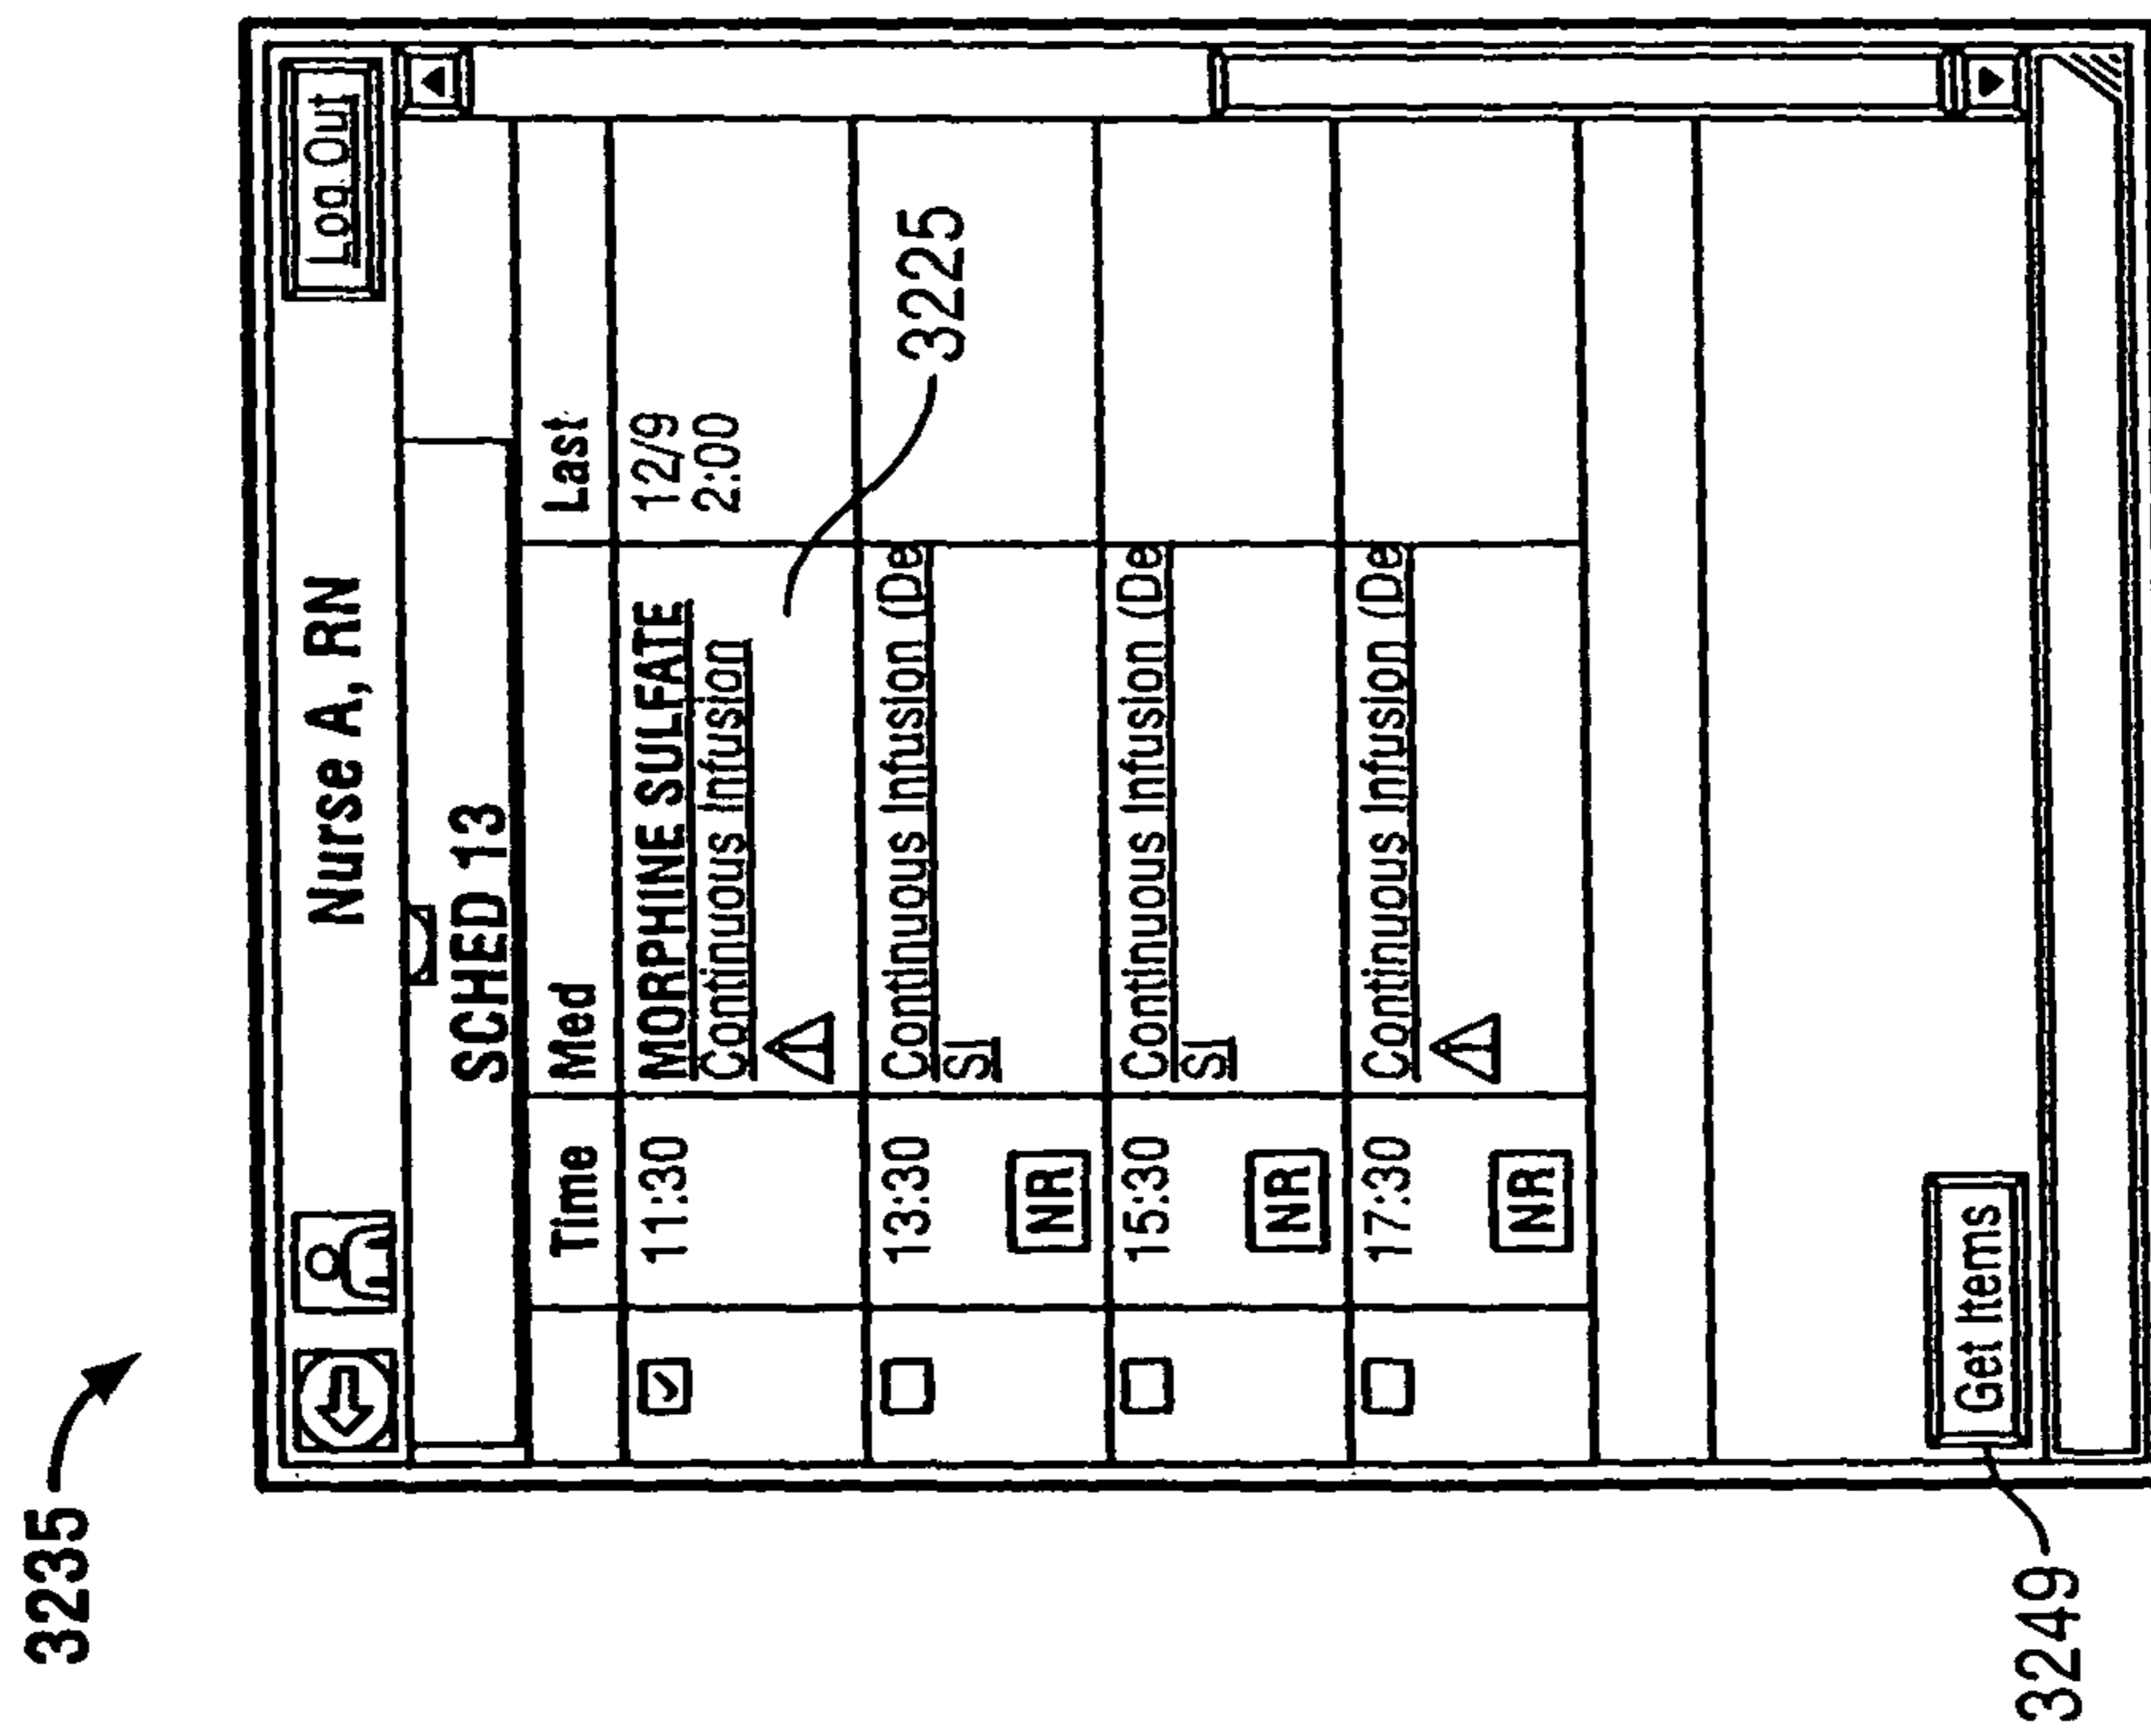 3235
Nurse A, RN
Log Out
SCHED 13
Time Med Last
11:30 MORPHINE SULFATE 12/9
Continuous Infusion 2:00
3225
13:30 Continuous Infusion (De
SI
NR
15:30 Continuous Infusion (De
SI
NR
17:30 Continuous Infusion (De
NR
Get Items
3249